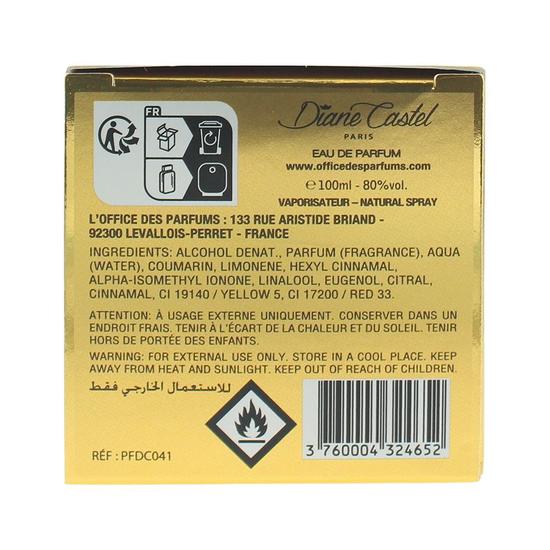 FR
Diane Castel
PARIS
EAU DE PARFUM
www.officedesparfums.com
℮ 100ml - 80%vol.
VAPORISATEUR – NATURAL SPRAY
L'OFFICE DES PARFUMS : 133 RUE ARISTIDE BRIAND -
92300 LEVALLOIS-PERRET - FRANCE
INGREDIENTS: ALCOHOL DENAT., PARFUM (FRAGRANCE), AQUA
(WATER), COUMARIN, LIMONENE, HEXYL CINNAMAL,
ALPHA-ISOMETHYL IONONE, LINALOOL, EUGENOL, CITRAL,
CINNAMAL, CI 19140 / YELLOW 5, CI 17200 / RED 33.
ATTENTION: À USAGE EXTERNE UNIQUEMENT. CONSERVER DANS UN
ENDROIT FRAIS. TENIR À L'ÉCART DE LA CHALEUR ET DU SOLEIL. TENIR
HORS DE PORTÉE DES ENFANTS.
WARNING: FOR EXTERNAL USE ONLY. STORE IN A COOL PLACE. KEEP
AWAY FROM HEAT AND SUNLIGHT. KEEP OUT OF REACH OF CHILDREN.
للاستعمال الخارجي فقط
RÉF : PFDC041
3 760004 324652